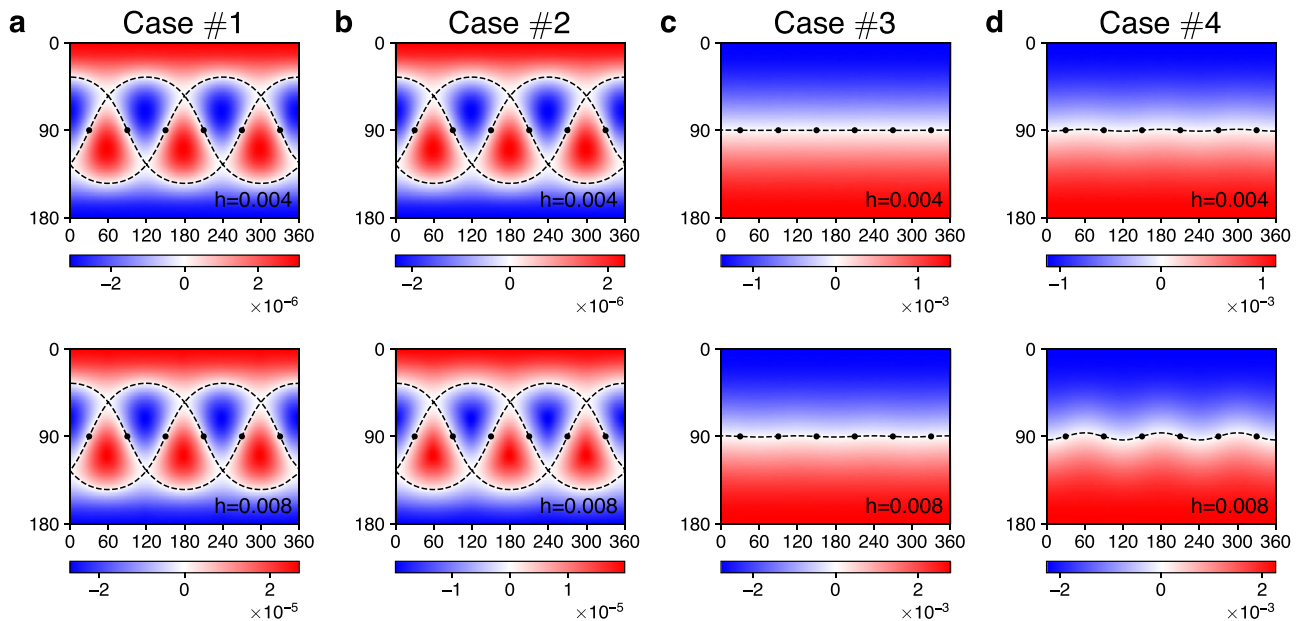 a Case #1 b Case #2 c Case #3 d Case #4
0 0 0 0
90 90 90 90
h=0.004 h=0.004 h=0.004 h=0.004
180 180 180 180
0 60 120 180 240 300 360 0 60 120 180 240 300 360 0 60 120 180 240 300 360 0 60 120 180 240 300 360
−2 0 2 −2 0 2 −1 0 1 −1 0 1
×10⁻⁶ ×10⁻⁶ ×10⁻³ ×10⁻³
0 0 0 0
90 90 90 90
h=0.008 h=0.008 h=0.008 h=0.008
180 180 180 180
0 60 120 180 240 300 360 0 60 120 180 240 300 360 0 60 120 180 240 300 360 0 60 120 180 240 300 360
−2 0 2 −1 0 1 −2 0 2 −2 0 2
×10⁻⁵ ×10⁻⁵ ×10⁻³ ×10⁻³